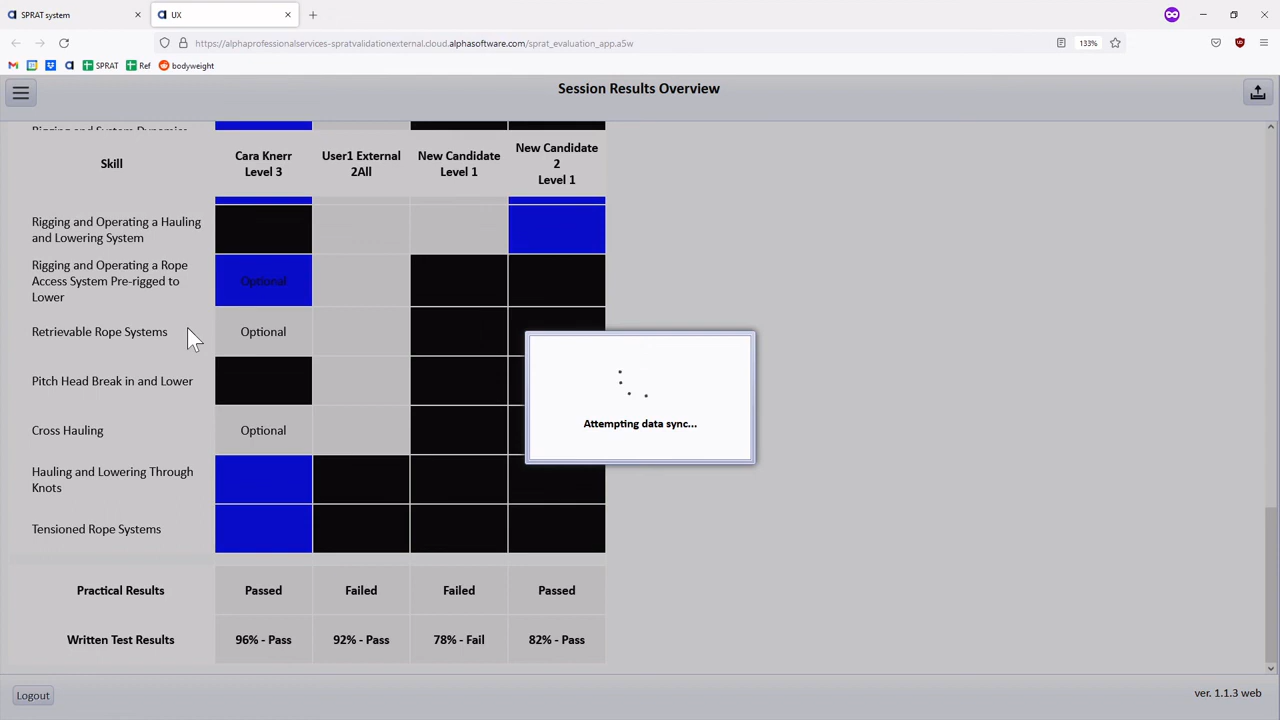 SPRAT system
UX
https://alphaprofessionalservices-spratvalidationexternal.cloud.alphasoftware.com/sprat_evaluation_app.a5w
133%
SPRAT
Ref
bodyweight
Session Results Overview
Rigging and System Dynamics
Skill
Cara Knerr
Level 3
User1 External
2All
New Candidate
Level 1
New Candidate
2
Level 1
Rigging and Operating a Hauling
and Lowering System
Rigging and Operating a Rope
Access System Pre-rigged to
Lower
Optional
Retrievable Rope Systems
Optional
Pitch Head Break in and Lower
Cross Hauling
Optional
Hauling and Lowering Through
Knots
Tensioned Rope Systems
Attempting data sync...
Practical Results
Passed
Failed
Failed
Passed
Written Test Results
96% - Pass
92% - Pass
78% - Fail
82% - Pass
Logout
ver. 1.1.3 web